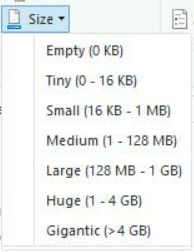 Size
Empty (0 KB)
Tiny (0 - 16 KB)
Small (16 KB - 1 MB)
Medium (1 - 128 MB)
Large (128 MB - 1 GB)
Huge (1 - 4 GB)
Gigantic (>4 GB)